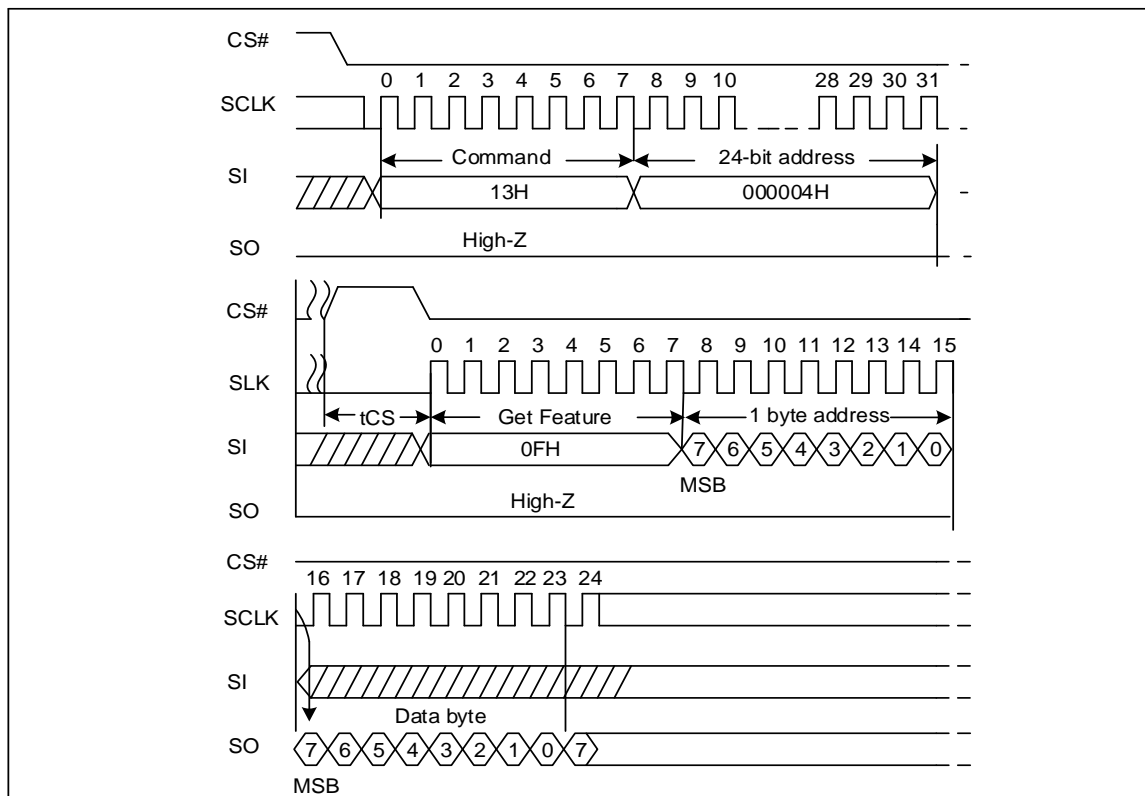 CS#
0 1 2 3 4 5 6 7 8 9 10 28 29 30 31
SCLK
Command 24-bit address
SI
13H 000004H
High-Z
SO
CS#
0 1 2 3 4 5 6 7 8 9 10 11 12 13 14 15
SLK
tCS Get Feature 1 byte address
SI
0FH 7 6 5 4 3 2 1 0
MSB
High-Z
SO
CS#
16 17 18 19 20 21 22 23 24
SCLK
SI
Data byte
SO 7 6 5 4 3 2 1 0 7
MSB